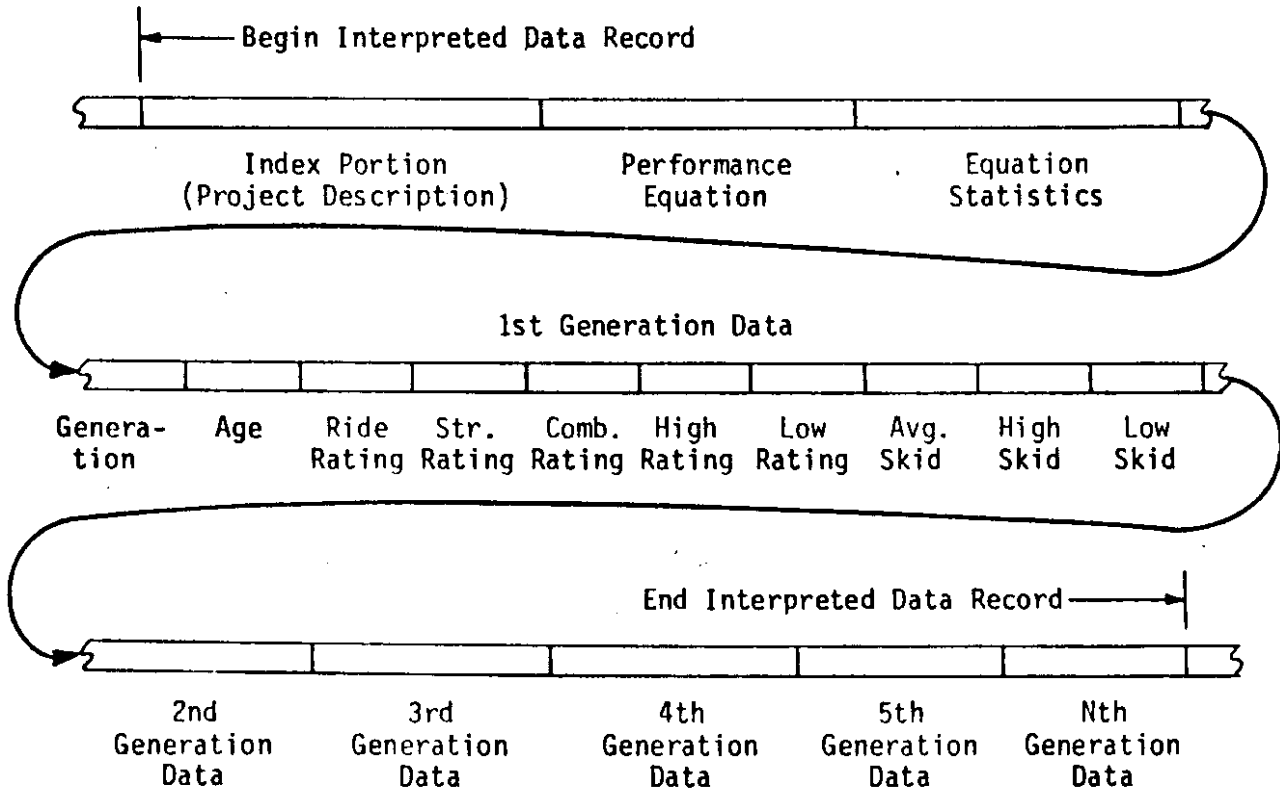 Begin Interpreted Data Record
Index Portion Performance Equation
(Project Description) Equation Statistics
1st Generation Data
Genera- Age Ride Str. Comb. High Low Avg. High Low
tion Rating Rating Rating Rating Rating Skid Skid Skid
End Interpreted Data Record
2nd 3rd 4th 5th Nth
Generation Generation Generation Generation Generation
Data Data Data Data Data